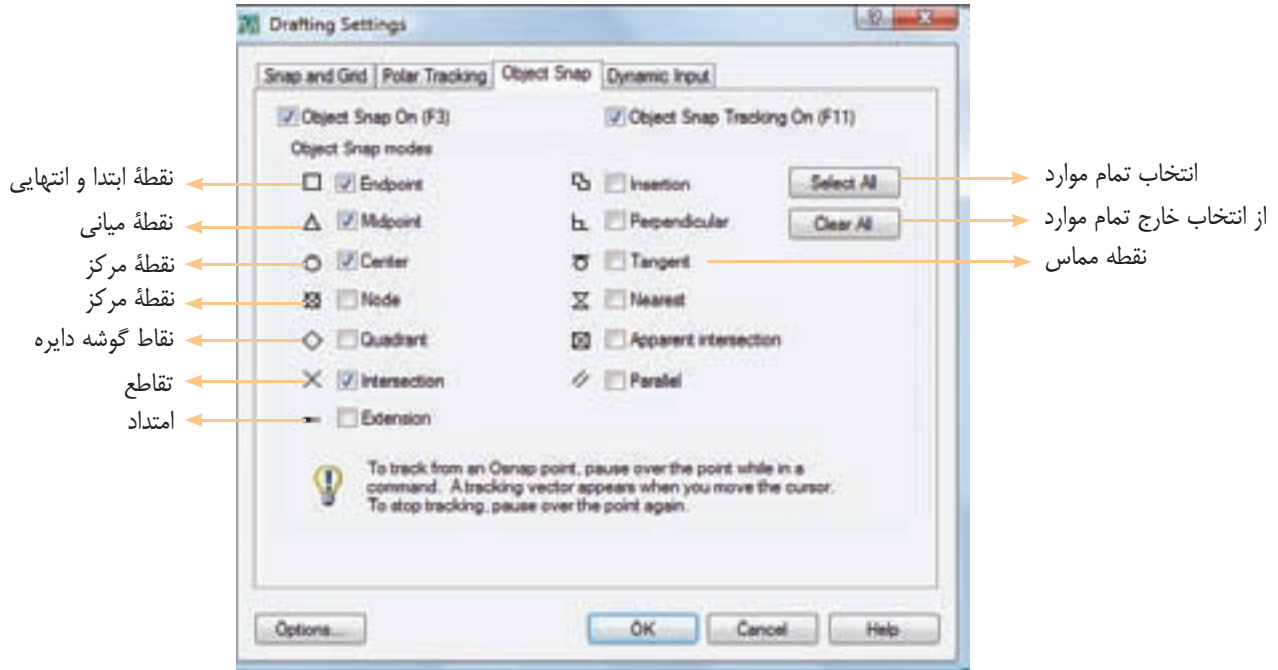 Drafting Settings
Snap and Grid Polar Tracking Object Snap Dynamic Input
Object Snap On (F3) Object Snap Tracking On (F11)
Object Snap modes
نقطهٔ ابتدا و انتهایی Endpoint Insertion Select All انتخاب تمام موارد
نقطهٔ میانی Midpoint Perpendicular Clear All از انتخاب خارج تمام موارد
نقطهٔ مرکز Center Tangent نقطه مماس
نقطهٔ مرکز Node Nearest
نقاط گوشه دایره Quadrant Apparent intersection
تقاطع Intersection Parallel
امتداد Extension
To track from an Osnap point, pause over the point while in a
command. A tracking vector appears when you move the cursor.
To stop tracking, pause over the point again.
Options... OK Cancel Help